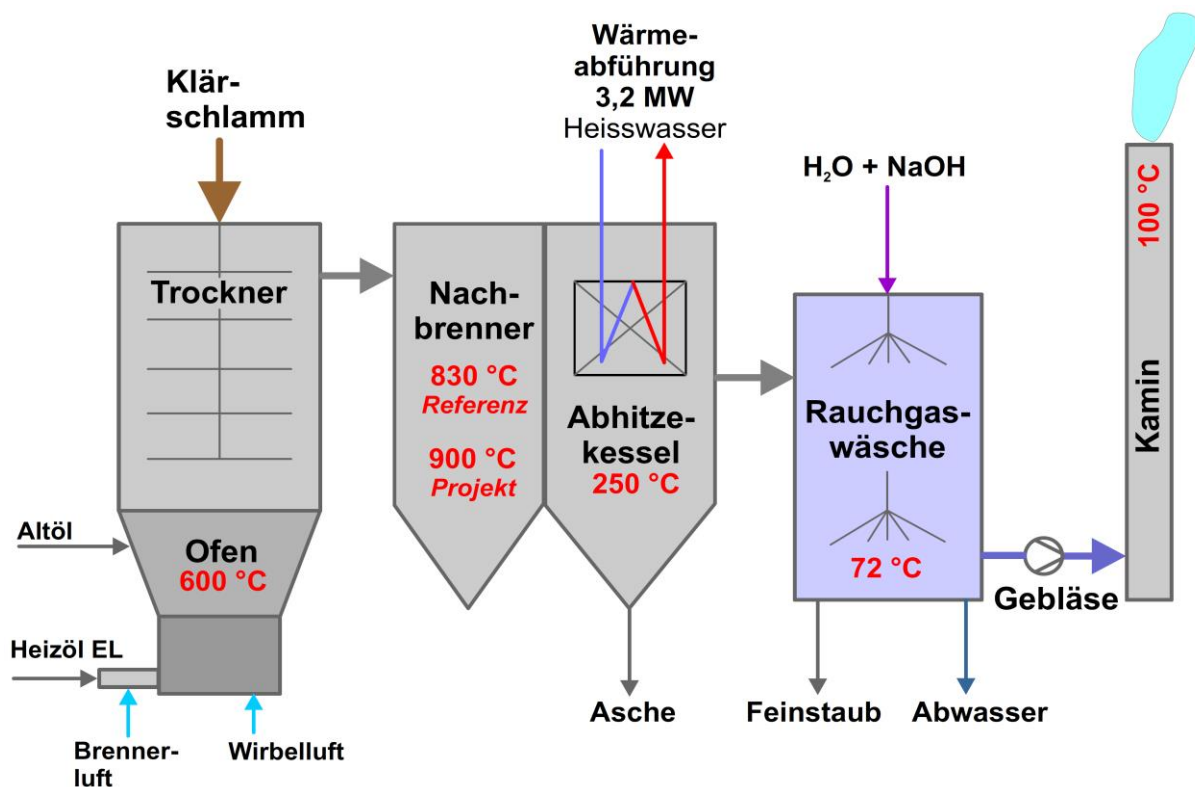 Klär-
schlamm
Trockner
Altöl
Ofen
600 °C
Heizöl EL
Brenner-
luft
Wirbelluft
Nach-
brenner
830 °C
Referenz
900 °C
Projekt
Wärme-
abführung
3,2 MW
Heisswasser
Abhitze-
kessel
250 °C
Asche
H₂O + NaOH
Rauchgas-
wäsche
72 °C
Feinstaub
Abwasser
Gebläse
Kamin
100 °C